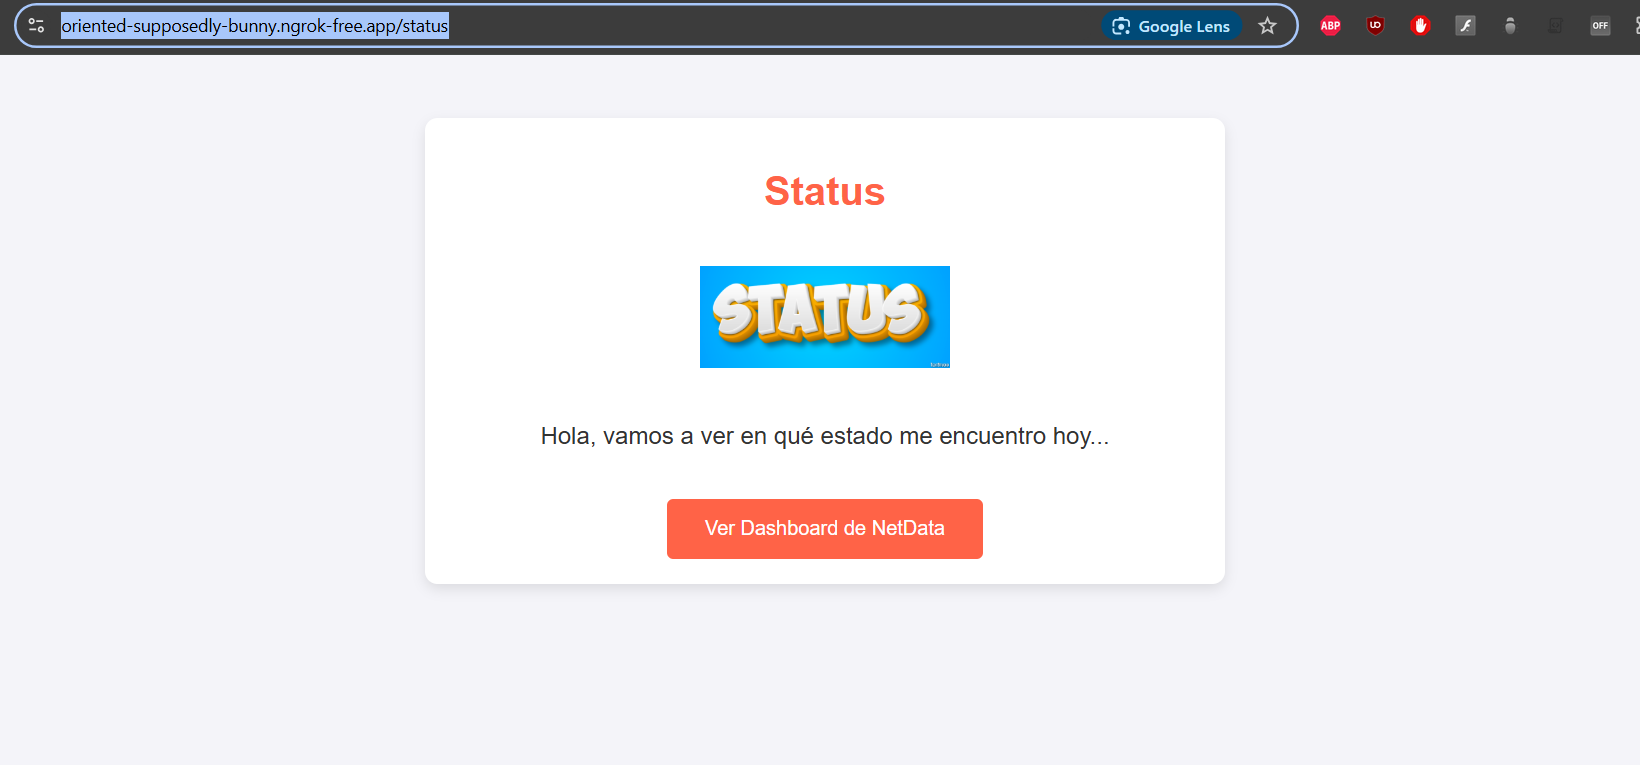 oriented-supposedly-bunny.ngrok-free.app/status
Google Lens
ABP
UO
OFF
Status
STATUS
Hola, vamos a ver en qué estado me encuentro hoy...
Ver Dashboard de NetData